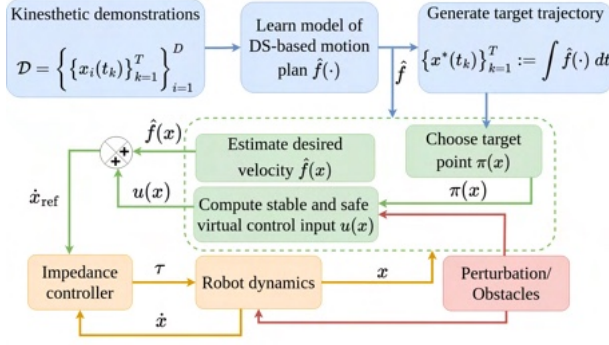 Kinesthetic demonstrations
𝒟 = { {x_i(t_k)}_{k=1}^T }_{i=1}^D
Learn model of
DS-based motion
plan f̂(·)
Generate target trajectory
{x*(t_k)}_{k=1}^T := ∫ f̂(·) dt
f̂
f̂(x)
Estimate desired
velocity f̂(x)
Choose target
point π(x)
+
+
ẋ_ref
u(x)
Compute stable and safe
virtual control input u(x)
π(x)
Impedance
controller
τ
Robot dynamics
x
Perturbation/
Obstacles
ẋ